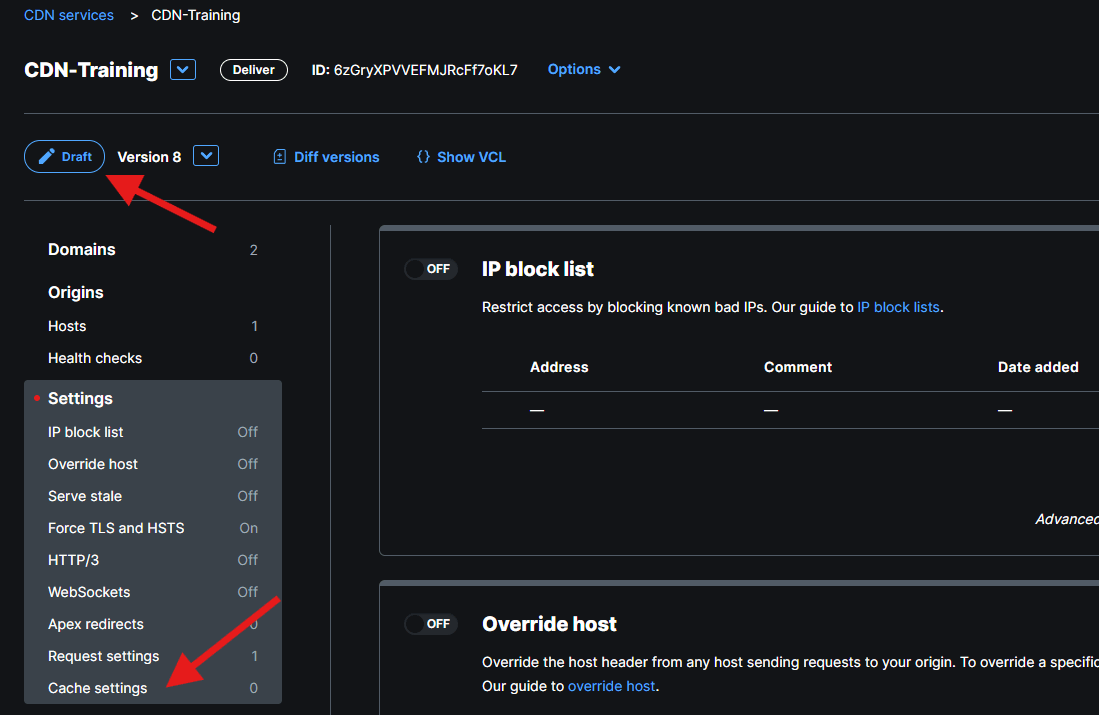 CDN services > CDN-Training
CDN-Training Deliver ID: 6zGryXPVVEFMJRcFf7oKL7 Options
Draft Version 8 Diff versions {} Show VCL
Domains 2
Origins
Hosts 1
Health checks 0
Settings
IP block list Off
Override host Off
Serve stale Off
Force TLS and HSTS On
HTTP/3 Off
WebSockets Off
Apex redirects 0
Request settings 1
Cache settings 0
OFF IP block list
Restrict access by blocking known bad IPs. Our guide to IP block lists.
Address Comment Date added
— — —
Advanced
OFF Override host
Override the host header from any host sending requests to your origin. To override a specific
Our guide to override host.